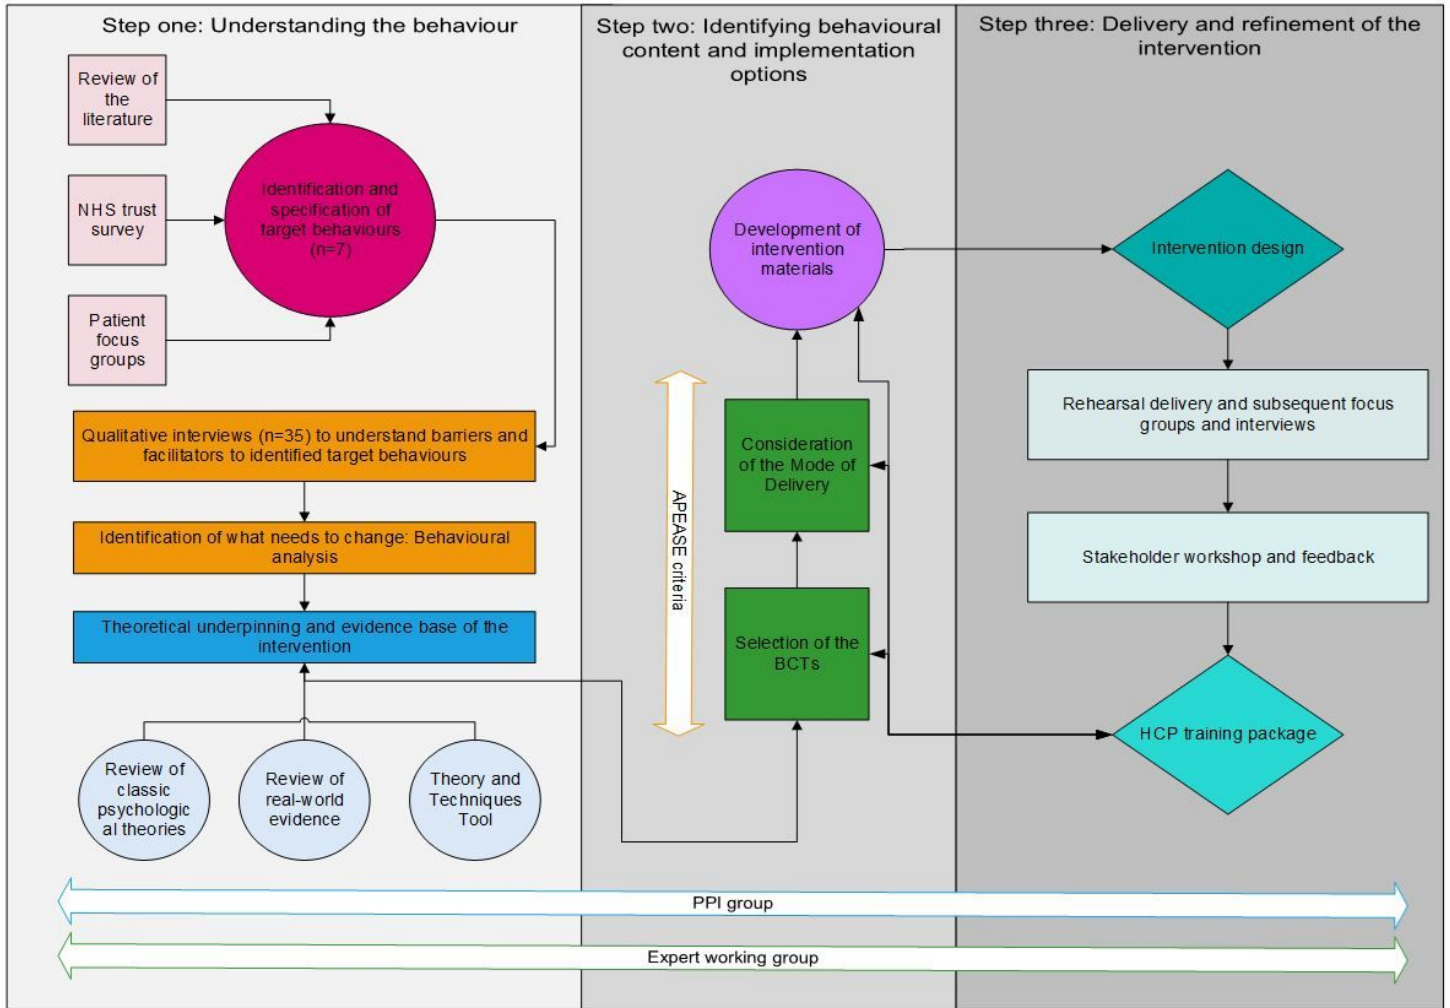 Step one: Understanding the behaviour
Review of
the
literature
NHS trust
survey
Patient
focus
groups
Identification and
specification of
target behaviours
(n=7)
Qualitative interviews (n=35) to understand barriers and
facilitators to identified target behaviours
Identification of what needs to change: Behavioural
analysis
Theoretical underpinning and evidence base of the
intervention
Review of
classic
psychologic
al theories
Review of
real-world
evidence
Theory and
Techniques
Tool
Step two: Identifying behavioural
content and implementation
options
Development of
intervention
materials
Consideration
of the Mode of
Delivery
APEASE criteria
Selection of the
BCTs
Step three: Delivery and refinement of the
intervention
Intervention design
Rehearsal delivery and subsequent focus
groups and interviews
Stakeholder workshop and feedback
HCP training package
PPI group
Expert working group